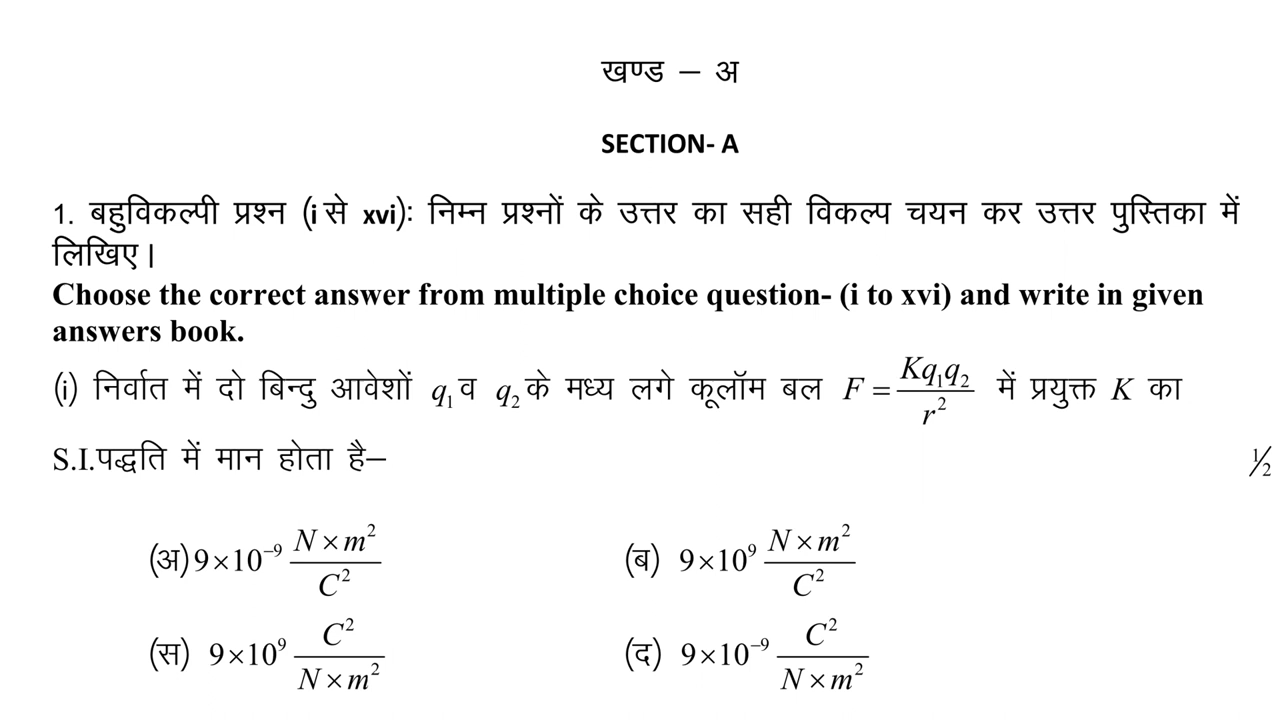 खण्ड – अ
SECTION- A
1. बहुविकल्पी प्रश्न (i से xvi): निम्न प्रश्नों के उत्तर का सही विकल्प चयन कर उत्तर पुस्तिका में
लिखिए।
Choose the correct answer from multiple choice question- (i to xvi) and write in given
answers book.
(i) निर्वात में दो बिन्दु आवेशों q₁ व q₂ के मध्य लगे कूलॉम बल F = Kq₁q₂ / r² में प्रयुक्त K का
S.I.पद्धति में मान होता है– ½
(अ) 9×10⁻⁹ N×m² / C² (ब) 9×10⁹ N×m² / C²
(स) 9×10⁹ C² / N×m² (द) 9×10⁻⁹ C² / N×m²